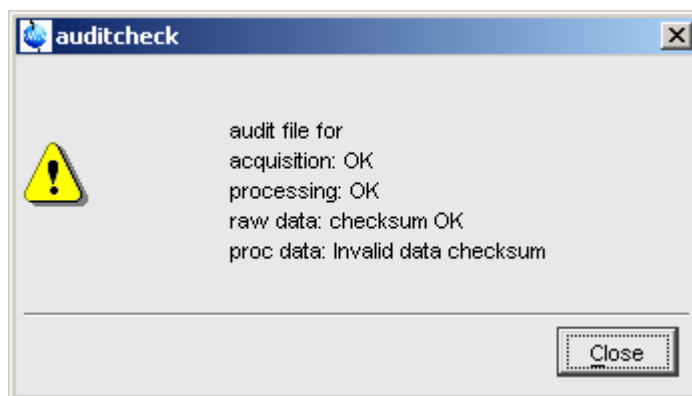 auditcheck
audit file for
acquisition: OK
processing: OK
raw data: checksum OK
proc data: Invalid data checksum
Close